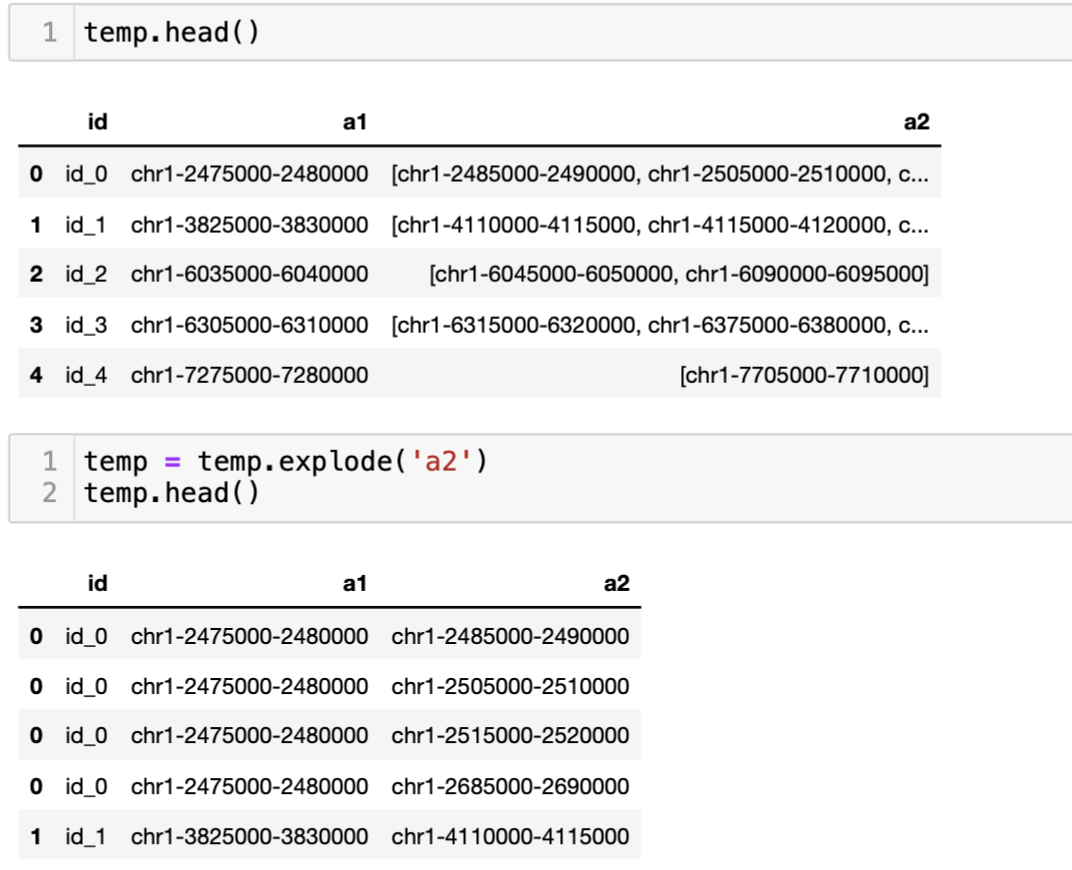 1 temp.head()
id a1 a2
0 id_0 chr1-2475000-2480000 [chr1-2485000-2490000, chr1-2505000-2510000, c...
1 id_1 chr1-3825000-3830000 [chr1-4110000-4115000, chr1-4115000-4120000, c...
2 id_2 chr1-6035000-6040000 [chr1-6045000-6050000, chr1-6090000-6095000]
3 id_3 chr1-6305000-6310000 [chr1-6315000-6320000, chr1-6375000-6380000, c...
4 id_4 chr1-7275000-7280000 [chr1-7705000-7710000]
1 temp = temp.explode('a2')
2 temp.head()
id a1 a2
0 id_0 chr1-2475000-2480000 chr1-2485000-2490000
0 id_0 chr1-2475000-2480000 chr1-2505000-2510000
0 id_0 chr1-2475000-2480000 chr1-2515000-2520000
0 id_0 chr1-2475000-2480000 chr1-2685000-2690000
1 id_1 chr1-3825000-3830000 chr1-4110000-4115000